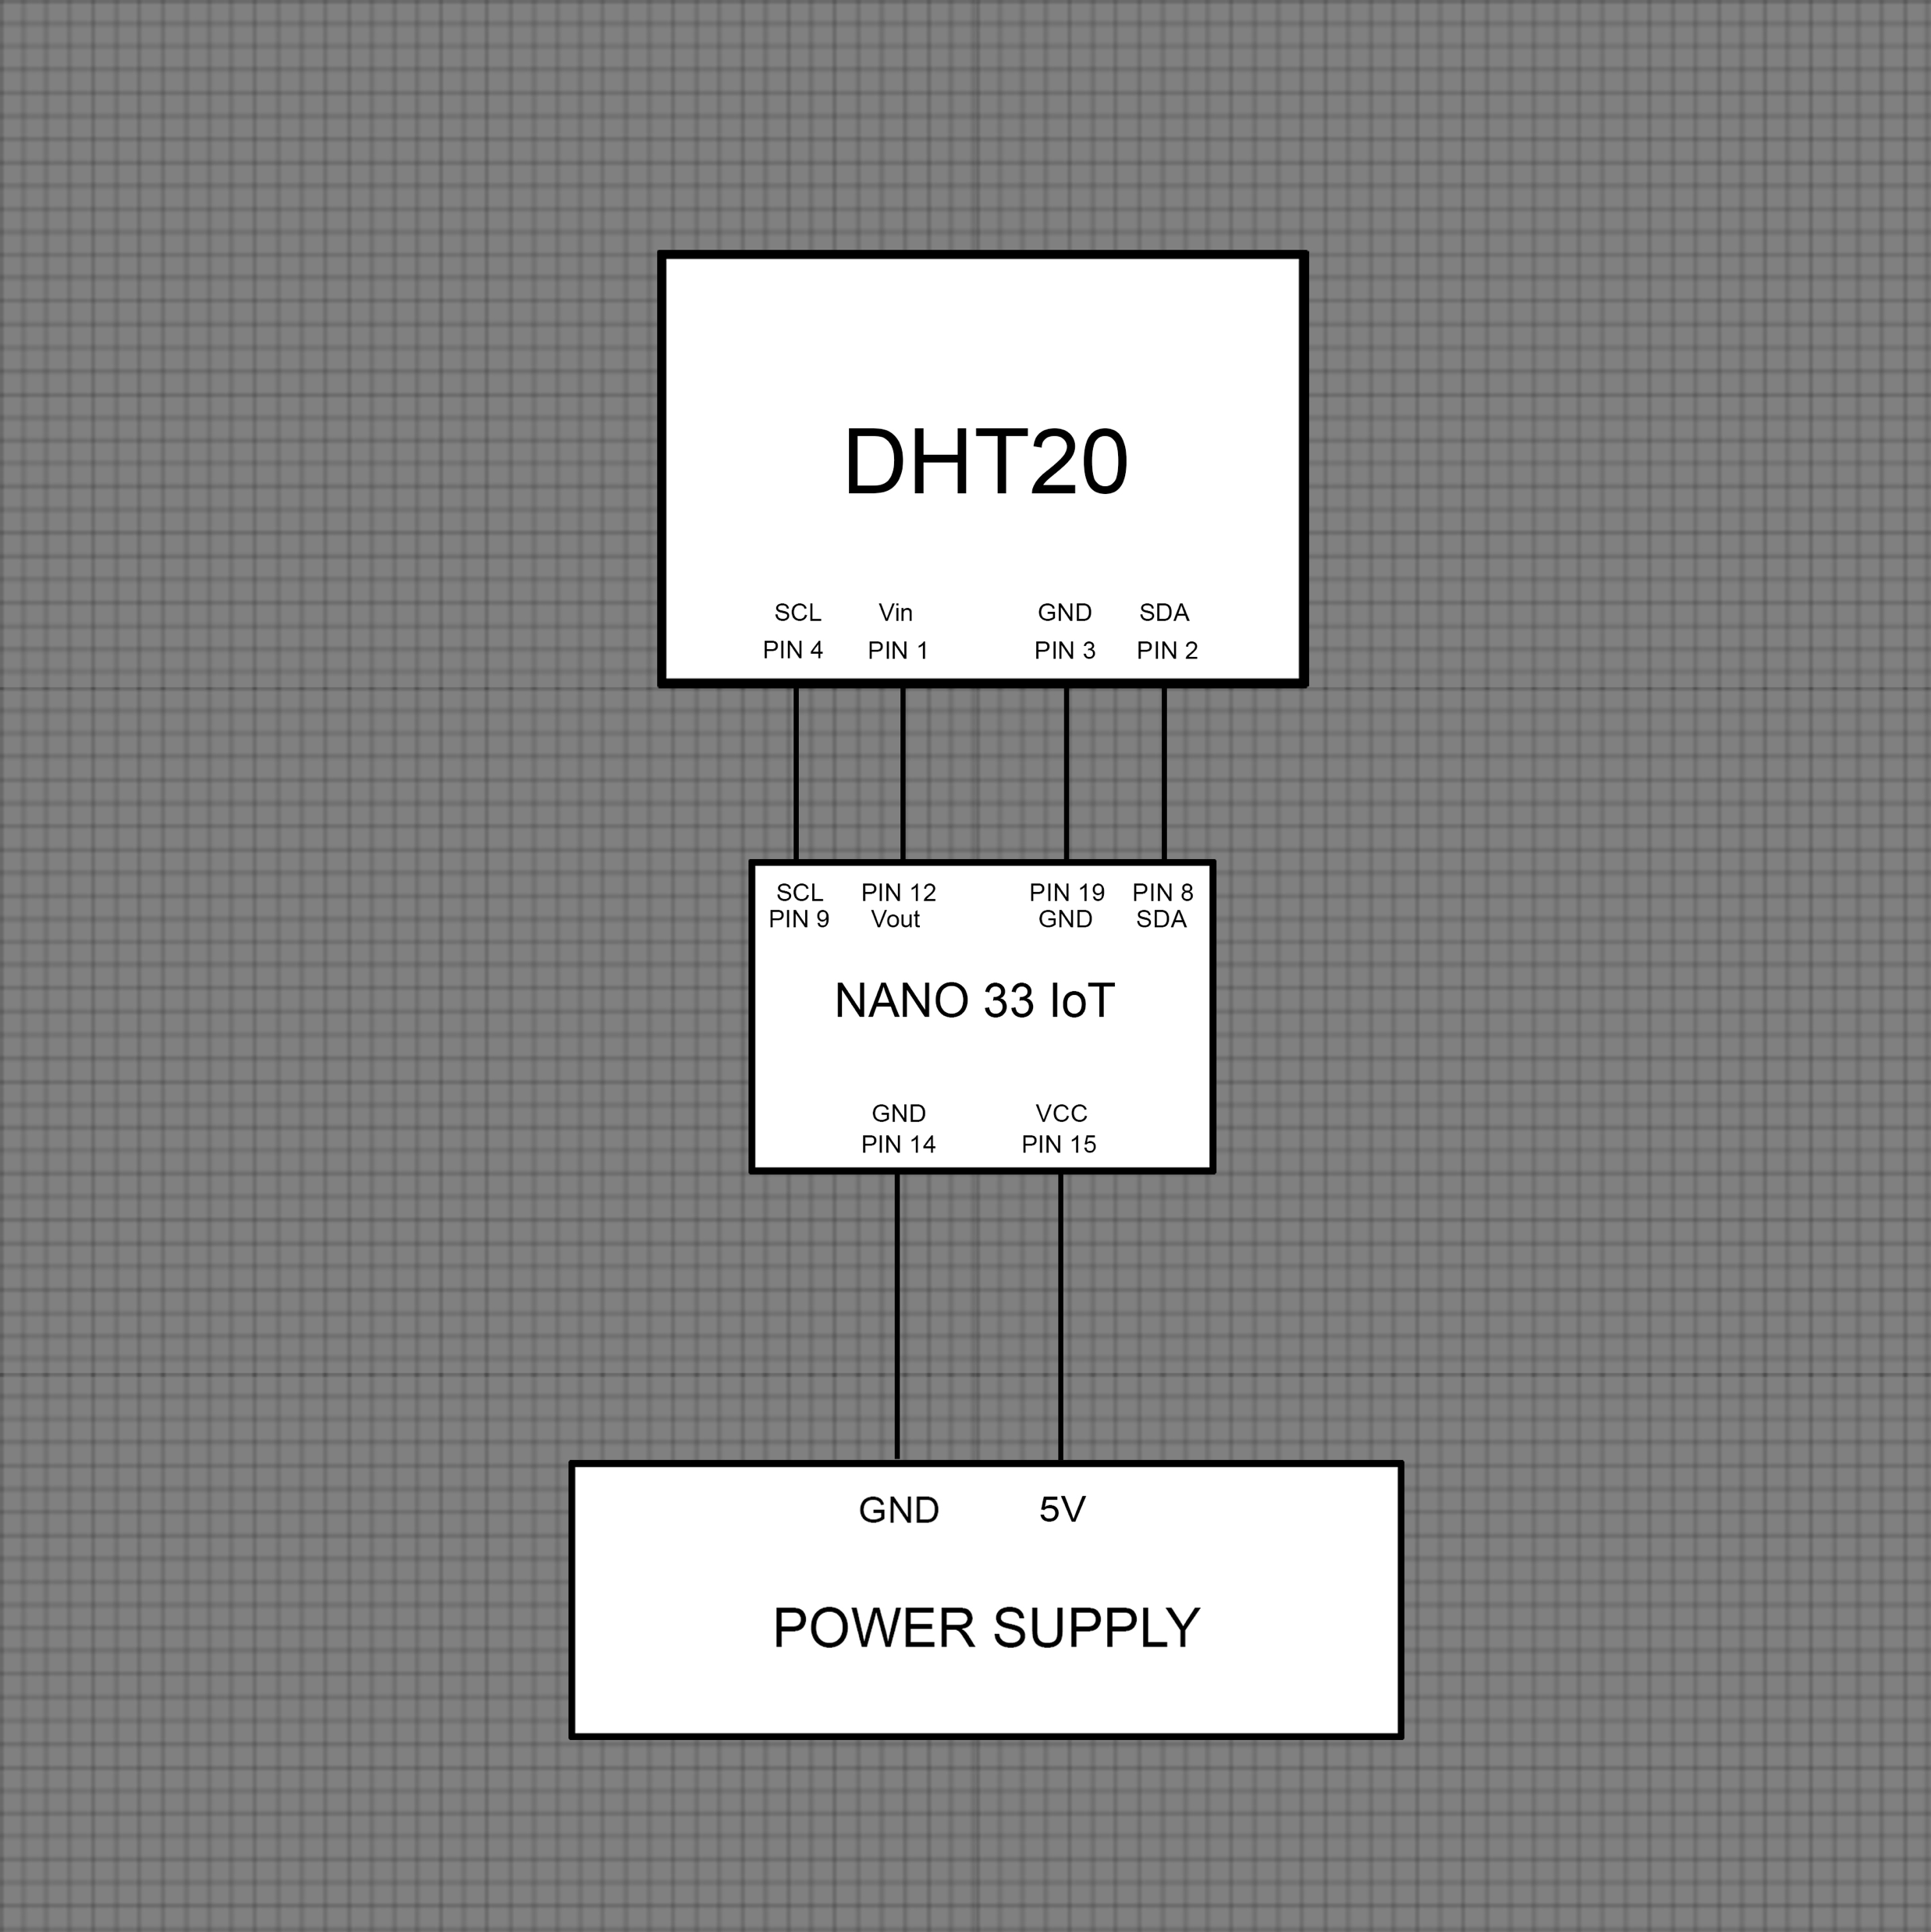 DHT20
SCL Vin GND SDA
PIN 4 PIN 1 PIN 3 PIN 2
SCL PIN 12 PIN 19 PIN 8
PIN 9 Vout GND SDA
NANO 33 IoT
GND VCC
PIN 14 PIN 15
GND 5V
POWER SUPPLY